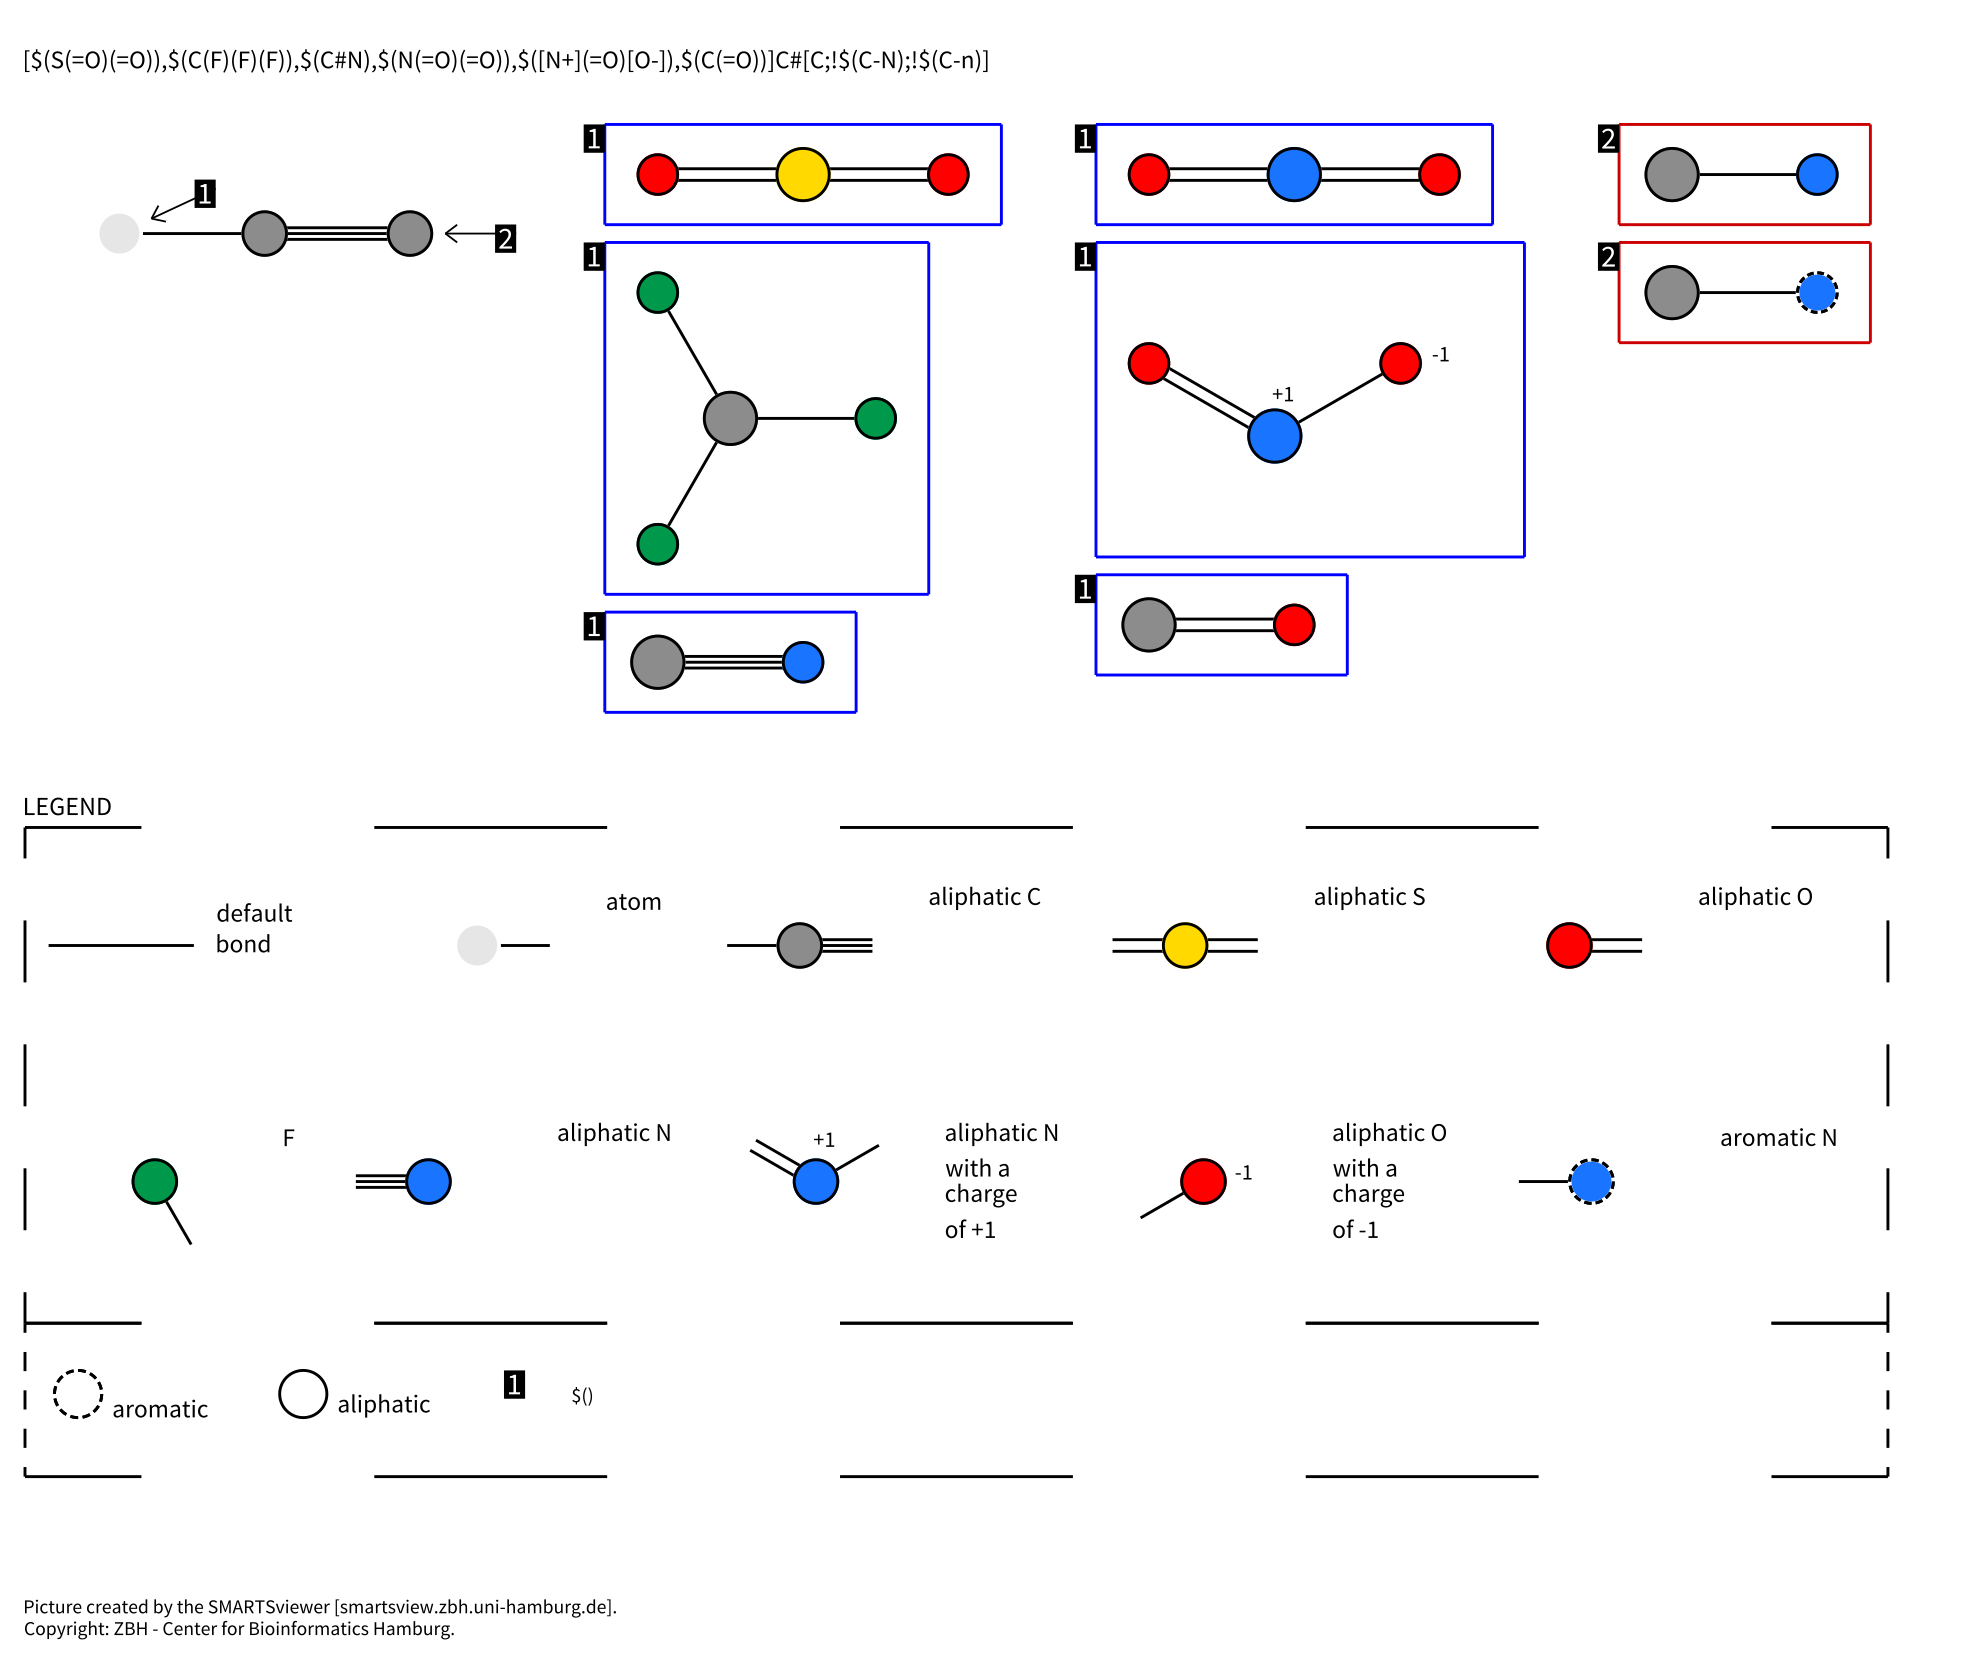 [$(S(=O)(=O)),$(C(F)(F)(F)),$(C#N),$(N(=O)(=O)),$([N+](=O)[O-]),$(C(=O))]C#[C;!$(C-N);!$(C-n)]
1
2
1
1
1
1
1
1
+1
-1
2
2
LEGEND
default
bond
atom
aliphatic C
aliphatic S
aliphatic O
F
aliphatic N
+1
aliphatic N
with a
charge
of +1
-1
aliphatic O
with a
charge
of -1
aromatic N
aromatic
aliphatic
1
$()
Picture created by the SMARTSviewer [smartsview.zbh.uni-hamburg.de].
Copyright: ZBH - Center for Bioinformatics Hamburg.